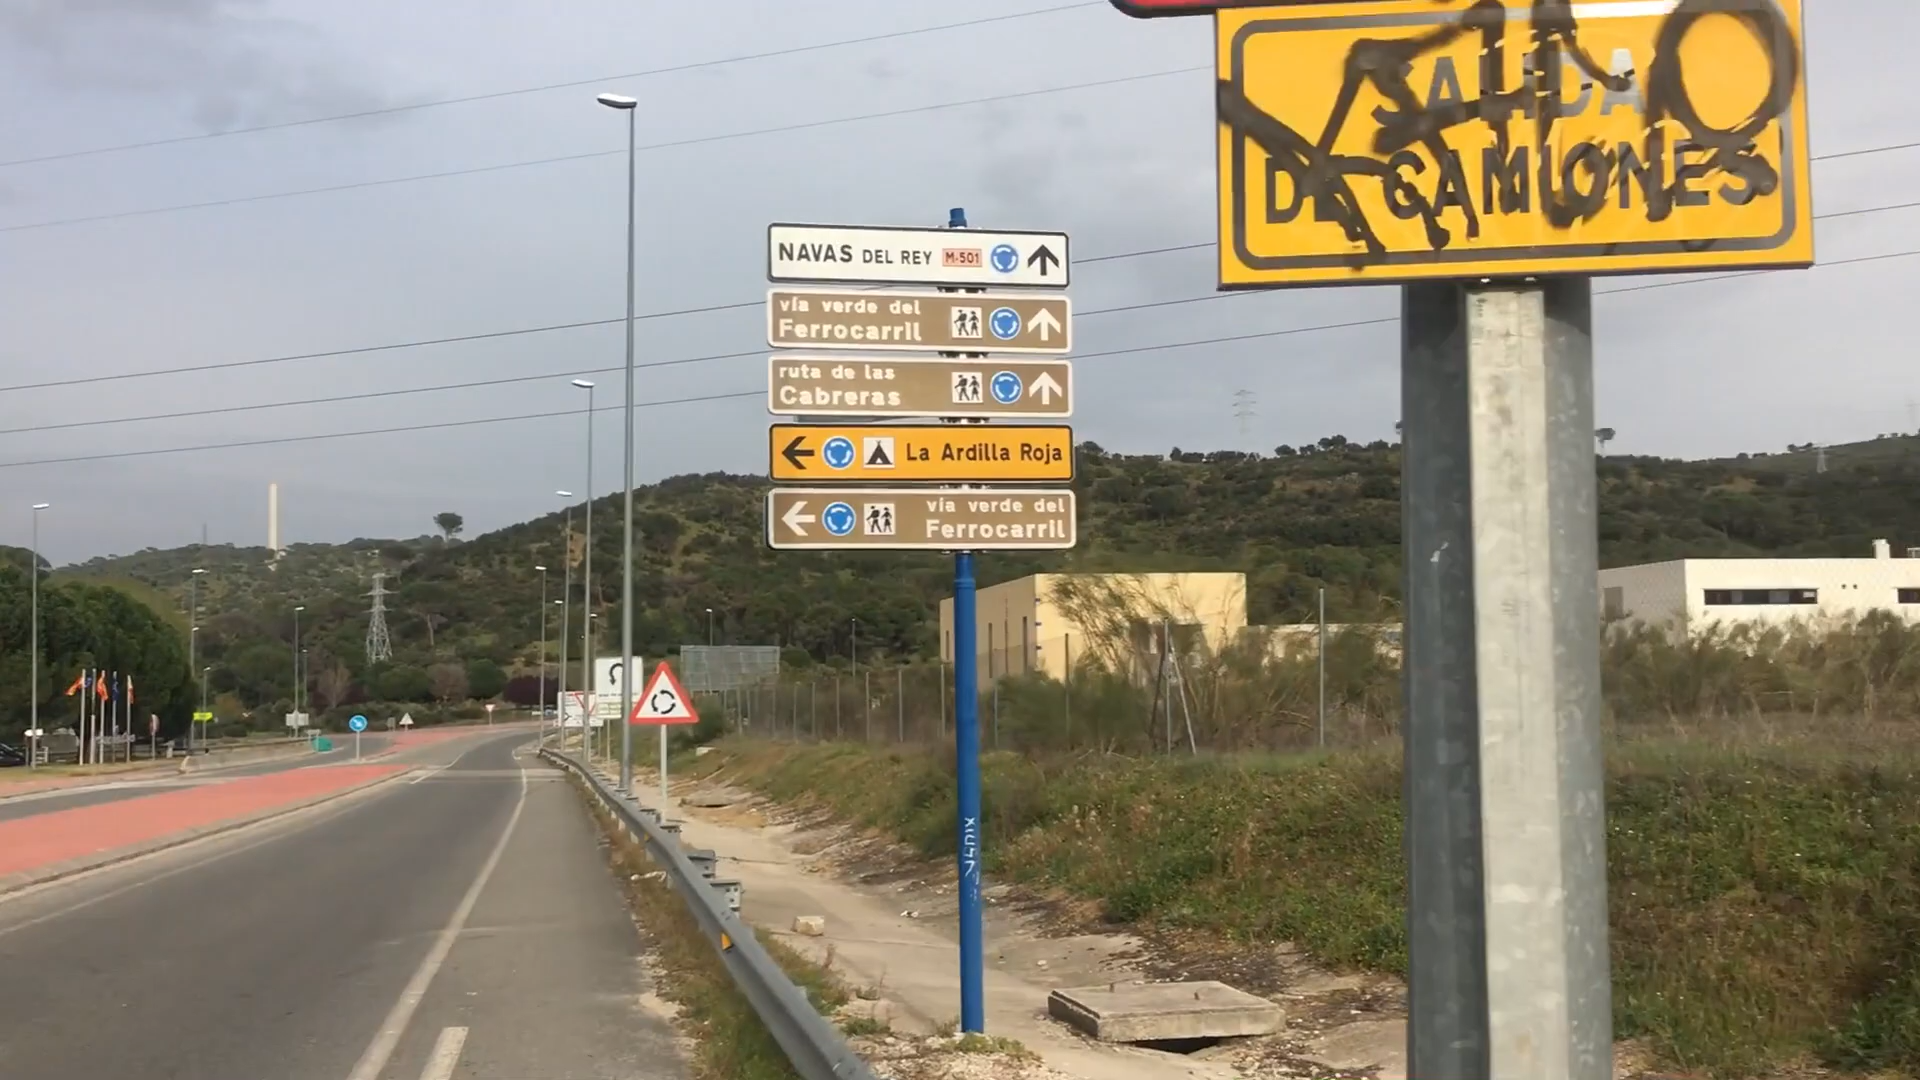 NAVAS DEL REY M-501
vía verde del
Ferrocarril
ruta de las
Cabreras
La Ardilla Roja
vía verde del
Ferrocarril
SALIDA
DE CAMIONES